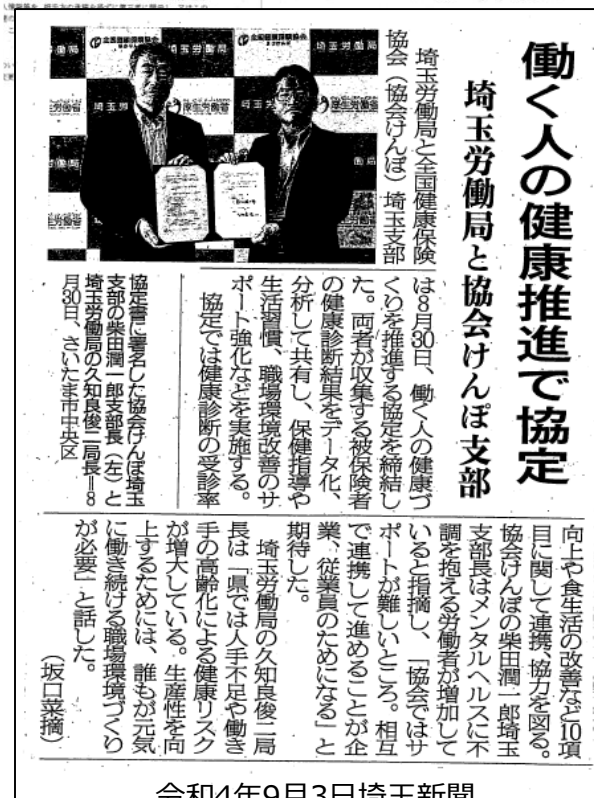 働く人の健康推進で協定
埼玉労働局と協会けんぽ支部
埼玉労働局と全国健康保険
協会（協会けんぽ）埼玉支部
は8月30日、働く人の健康づ
くりを推進する協定を締結し
た。両者が収集する被保険者
の健康診断結果をデータ化、
分析して共有し、保健指導や
生活習慣、職場環境改善のサ
ポート強化などを実施する。
協定では健康診断の受診率
向上や食生活の改善など10項
目に関して連携、協力を図る。
協会けんぽの柴田潤一郎埼玉
支部長はメンタルヘルスに不
調を抱える労働者が増加して
いると指摘し、「協会ではサ
ポートが難しいところ。相互
で連携して進めることが企
業、従業員のためになる」と
期待した。
埼玉労働局の久知良俊二局
長は「県では人手不足や働き
手の高齢化による健康リスク
が増大している。生産性を向
上するためには、誰もが元気
に働き続ける職場環境づくり
が必要」と話した。
（坂口菜摘）
協定書に署名した協会けんぽ埼玉
支部の柴田潤一郎支部長（左）と
埼玉労働局の久知良俊二局長＝8
月30日、さいたま市中央区
全国健康保険協会
埼玉労働局
厚生労働省
令和4年9月3日埼玉新聞